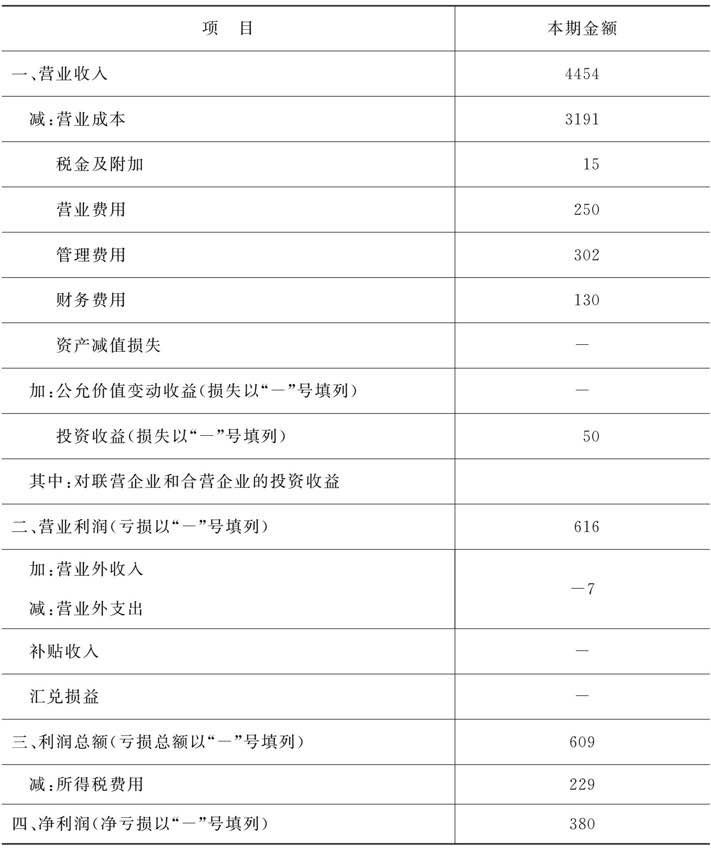 项 目 本期金额
一、营业收入 4454
减:营业成本 3191
税金及附加 15
营业费用 250
管理费用 302
财务费用 130
资产减值损失 —
加:公允价值变动收益(损失以“—”号填列) —
投资收益(损失以“—”号填列) 50
其中:对联营企业和合营企业的投资收益
二、营业利润(亏损以“—”号填列) 616
加:营业外收入
减:营业外支出
—7
补贴收入 —
汇兑损益 —
三、利润总额(亏损总额以“—”号填列) 609
减:所得税费用 229
四、净利润(净亏损以“—”号填列) 380